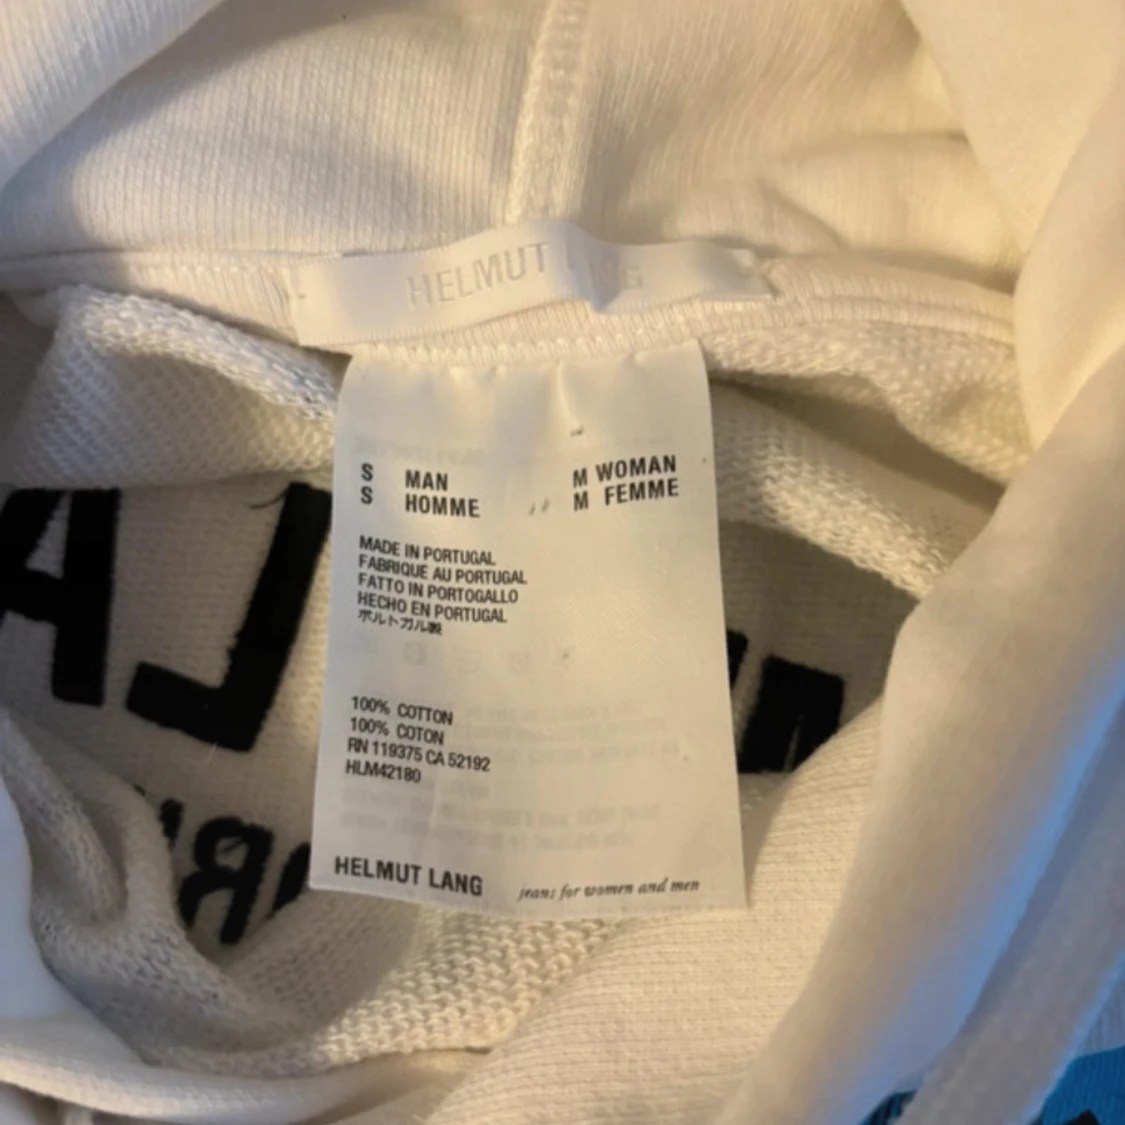 HELMUT LANG
S MAN M WOMAN
S HOMME M FEMME
MADE IN PORTUGAL
FABRIQUE AU PORTUGAL
FATTO IN PORTOGALLO
HECHO EN PORTUGAL
ポルトガル製
100% COTTON
100% COTON
RN 119375 CA 52192
HLM42180
HELMUT LANG jeans for women and men